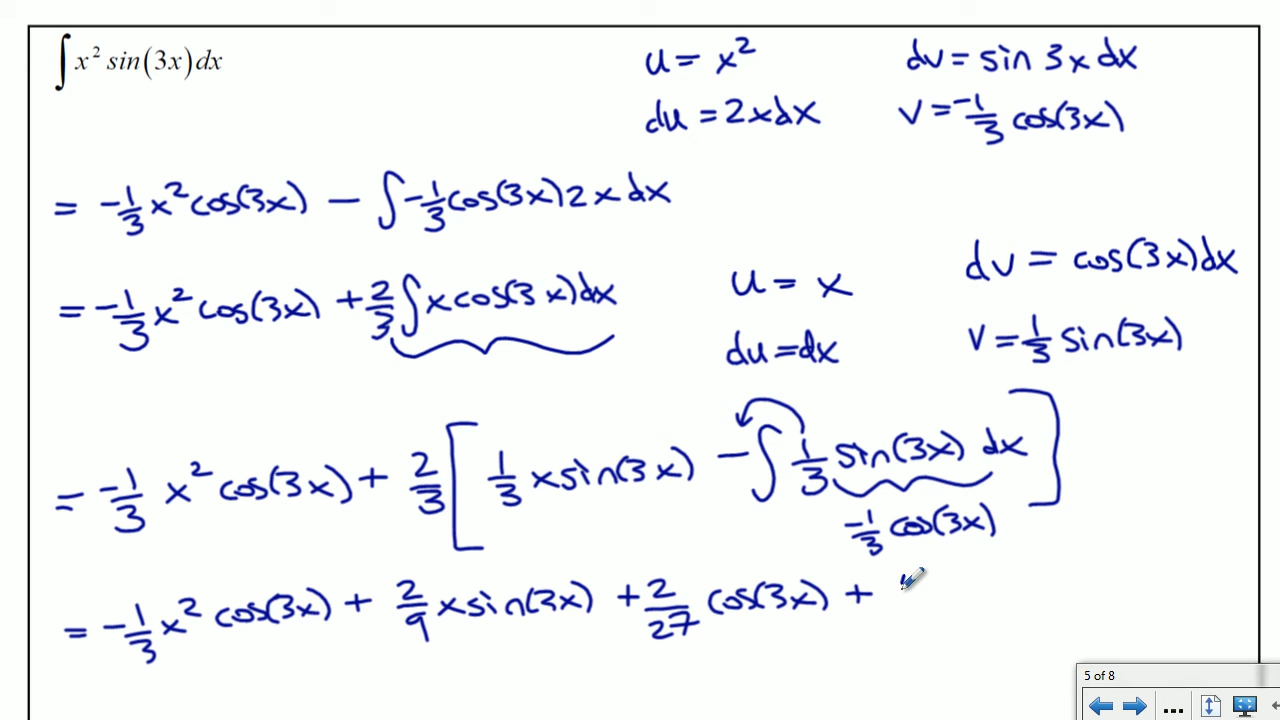 ∫ x² sin(3x) dx
u = x² dv = sin 3x dx
du = 2x dx v = -1/3 cos(3x)
= -1/3 x² cos(3x) - ∫ -1/3 cos(3x) 2x dx
= -1/3 x² cos(3x) + 2/3 ∫ x cos(3x) dx
u = x dv = cos(3x) dx
du = dx v = 1/3 sin(3x)
= -1/3 x² cos(3x) + 2/3 [ 1/3 x sin(3x) - ∫ 1/3 sin(3x) dx ]
-1/3 cos(3x)
= -1/3 x² cos(3x) + 2/9 x sin(3x) + 2/27 cos(3x) +
5 of 8
...